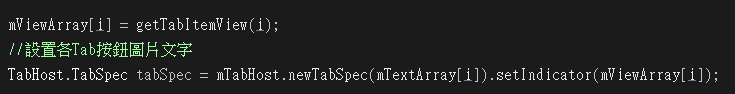 mViewArray[i] = getTabItemView(i);
//設置各Tab按鈕圖片文字
TabHost.TabSpec tabSpec = mTabHost.newTabSpec(mTextArray[i]).setIndicator(mViewArray[i]);